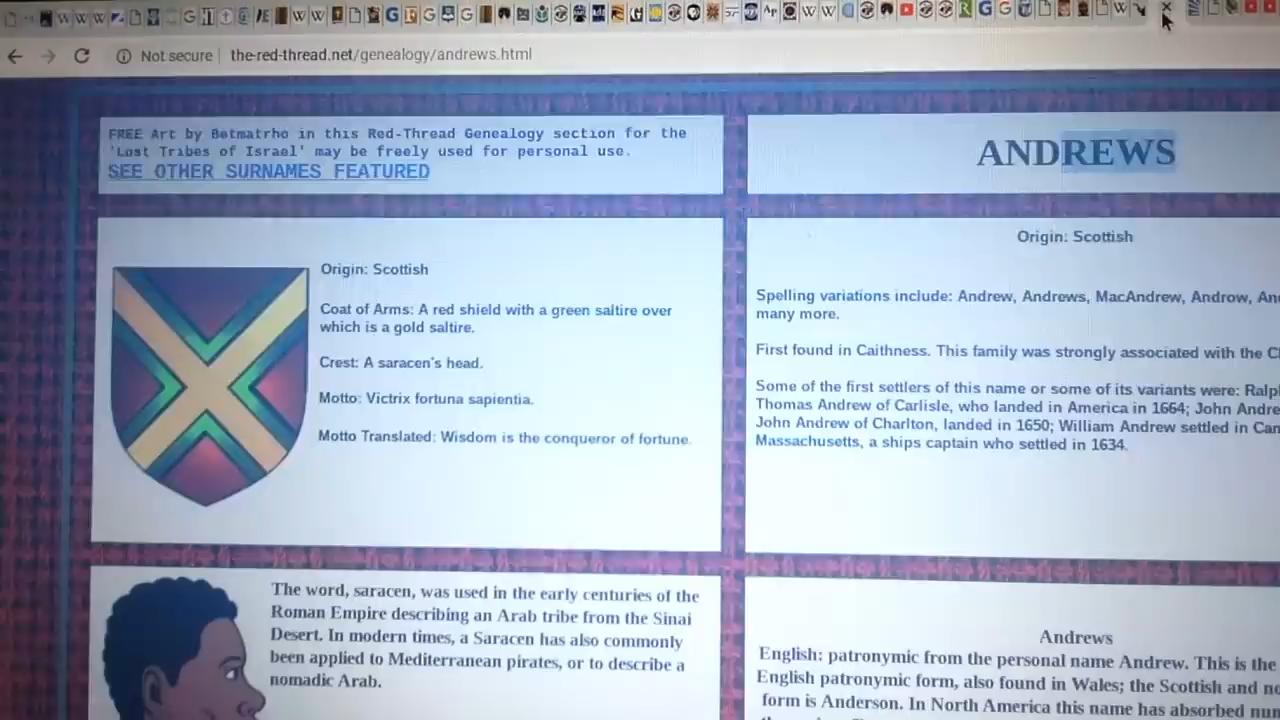 Not secure
the-red-thread.net/genealogy/andrews.html
FREE Art by Betmatrho in this Red-Thread Genealogy section for the
'Lost Tribes of Israel' may be freely used for personal use.
SEE OTHER SURNAMES FEATURED
ANDREWS
Origin: Scottish
Coat of Arms: A red shield with a green saltire over
which is a gold saltire.
Crest: A saracen's head.
Motto: Victrix fortuna sapientia.
Motto Translated: Wisdom is the conqueror of fortune.
Origin: Scottish
Spelling variations include: Andrew, Andrews, MacAndrew, Androw,
many more.
First found in Caithness. This family was strongly associated with the
Some of the first settlers of this name or some of its variants were:
Thomas Andrew of Carlisle, who landed in America in 1664; John
John Andrew of Charlton, landed in 1650; William Andrew settled in
Massachusetts, a ships captain who settled in 1634.
The word, saracen, was used in the early centuries of the
Roman Empire describing an Arab tribe from the Sinai
Desert. In modern times, a Saracen has also commonly
been applied to Mediterranean pirates, or to describe a
nomadic Arab.
Andrews
English: patronymic from the personal name Andrew. This is the
English patronymic form, also found in Wales; the Scottish and
form is Anderson. In North America this name has absorbed